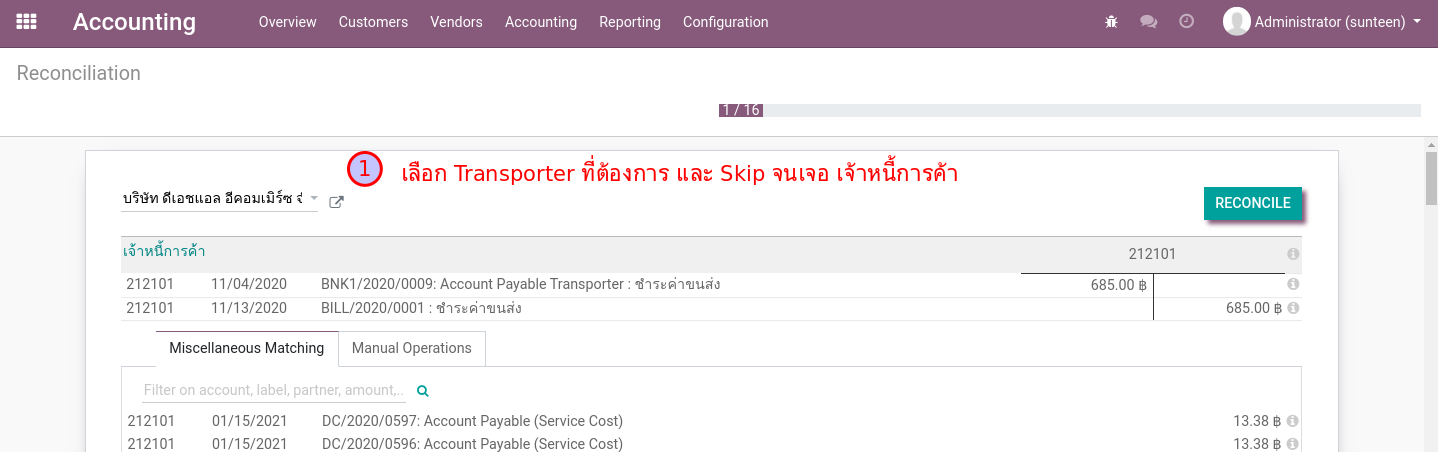 Accounting Overview Customers Vendors Accounting Reporting Configuration Administrator (sunteen)
Reconciliation
1 / 16
1 เลือก Transporter ที่ต้องการ และ Skip จนเจอ เจ้าหนี้การค้า
บริษัท ดีเอชแอล อีคอมเมิร์ซ จํ
RECONCILE
เจ้าหนี้การค้า 212101
212101 11/04/2020 BNK1/2020/0009: Account Payable Transporter : ชำระค่าขนส่ง 685.00 ฿
212101 11/13/2020 BILL/2020/0001 : ชำระค่าขนส่ง 685.00 ฿
Miscellaneous Matching Manual Operations
Filter on account, label, partner, amount,..
212101 01/15/2021 DC/2020/0597: Account Payable (Service Cost) 13.38 ฿
212101 01/15/2021 DC/2020/0596: Account Payable (Service Cost) 13.38 ฿